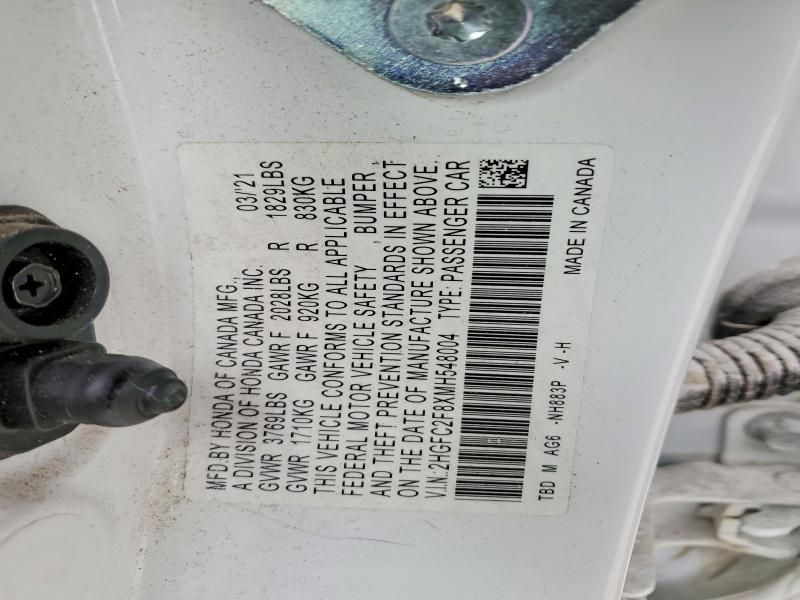 MFD.BY HONDA OF CANADA MFG.,
A DIVISION OF HONDA CANADA INC. 03/'21
GVWR 3769LBS GAWR F 2028LBS R 1829LBS
GVWR 1710KG GAWR F 920KG R 830KG
THIS VEHICLE CONFORMS TO ALL APPLICABLE
FEDERAL MOTOR VEHICLE SAFETY , BUMPER ,
AND THEFT PREVENTION STANDARDS IN EFFECT
ON THE DATE OF MANUFACTURE SHOWN ABOVE.
V.I.N.:2HGFC2F8XMH548004 TYPE: PASSENGER CAR
TBD M AG6 -NH883P -V-H MADE IN CANADA